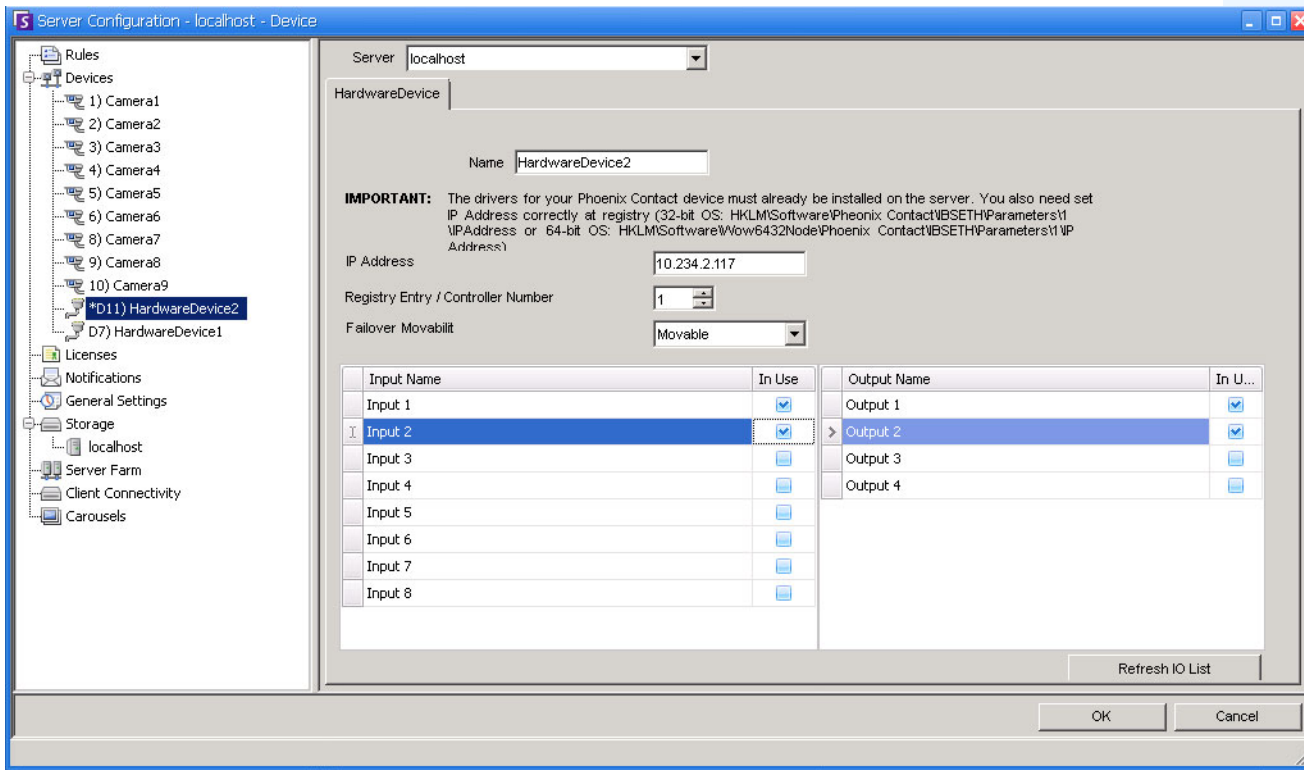 Server Configuration - localhost - Device
Rules
Devices
1) Camera1
2) Camera2
3) Camera3
4) Camera4
5) Camera5
6) Camera6
8) Camera7
9) Camera8
10) Camera9
*D11) HardwareDevice2
D7) HardwareDevice1
Licenses
Notifications
General Settings
Storage
localhost
Server Farm
Client Connectivity
Carousels
Server localhost
HardwareDevice
Name HardwareDevice2
IMPORTANT: The drivers for your Phoenix Contact device must already be installed on the server. You also need set
IP Address correctly at registry (32-bit OS: HKLM\Software\Pheonix Contact\IBSETH\Parameters\1
\IPAddress or 64-bit OS: HKLM\Software\Wow6432Node\Phoenix Contact\IBSETH\Parameters\1\IP
Address)
IP Address 10.234.2.117
Registry Entry / Controller Number 1
Failover Movabilit Movable
Input Name In Use
Input 1
Input 2
Input 3
Input 4
Input 5
Input 6
Input 7
Input 8
Output Name In U...
Output 1
Output 2
Output 3
Output 4
Refresh IO List
OK Cancel